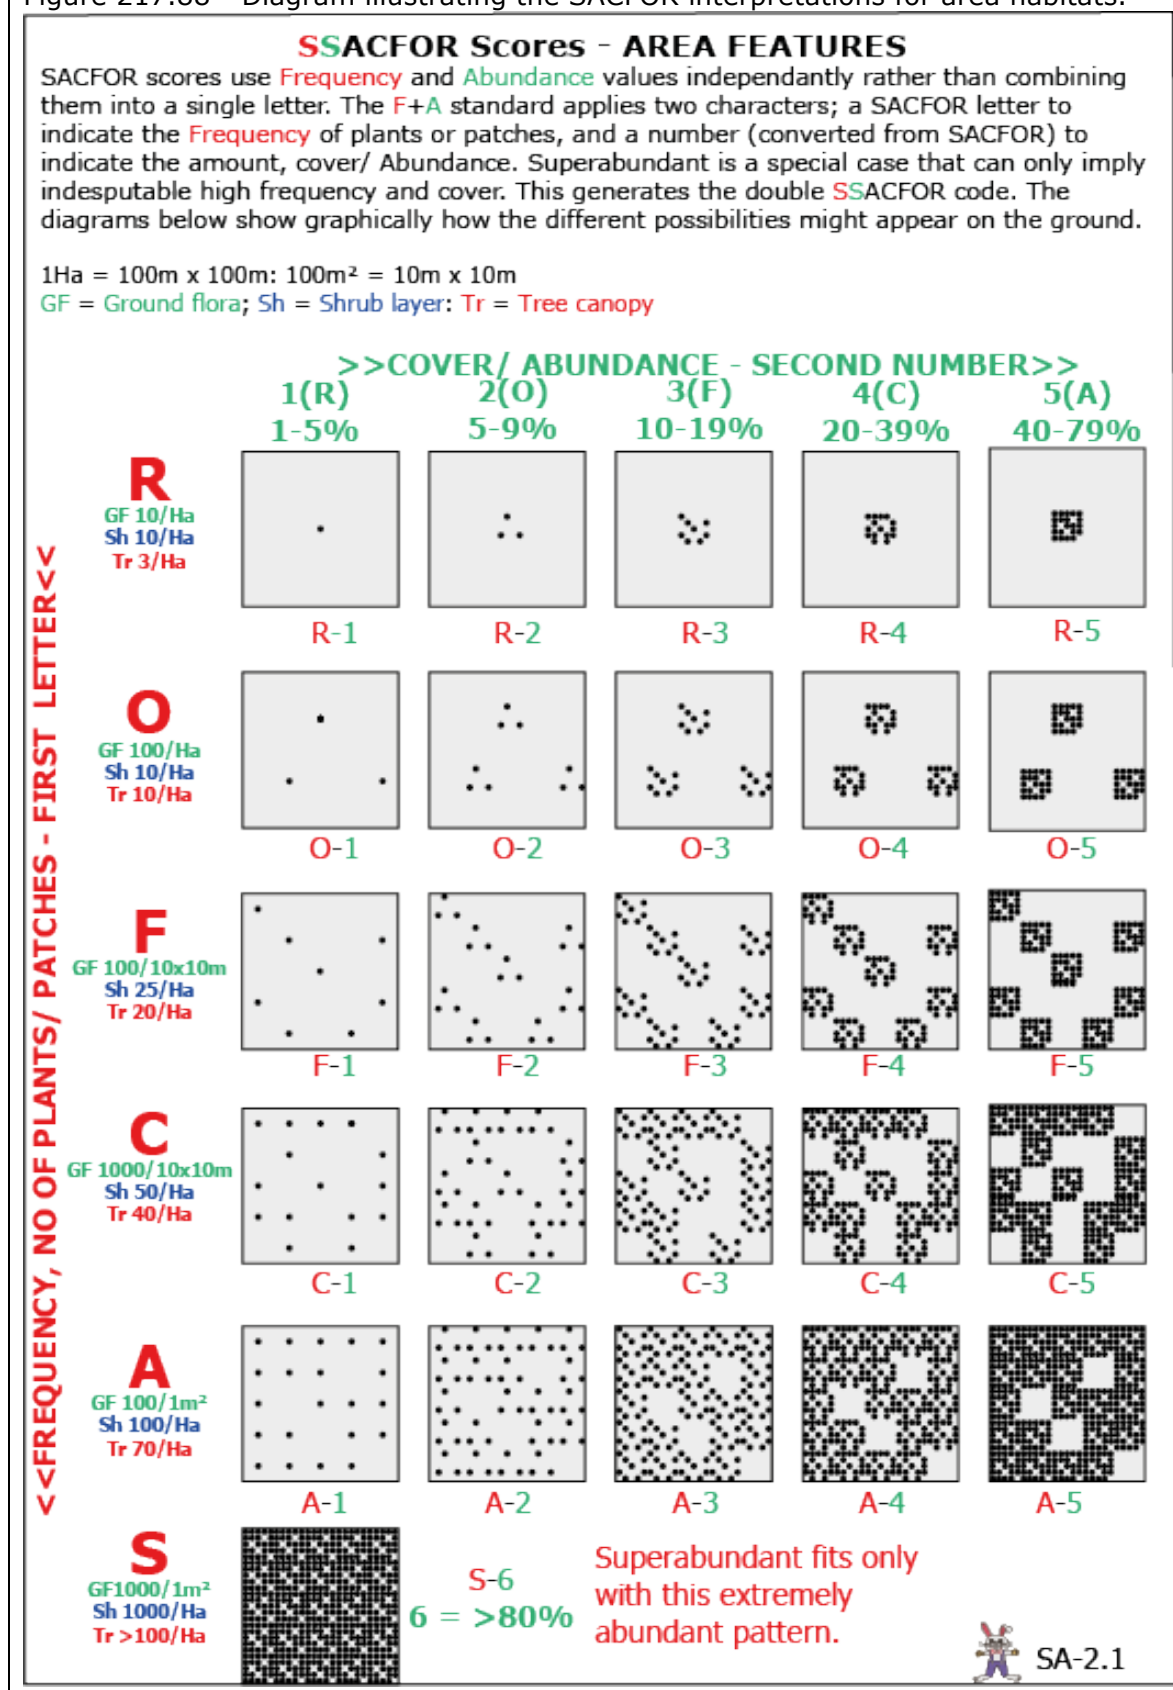 Figure 217.88 – Diagram illustrating the SACFOR interpretations for area habitats.
SSACFOR Scores - AREA FEATURES
SACFOR scores use Frequency and Abundance values independantly rather than combining
them into a single letter. The F+A standard applies two characters; a SACFOR letter to
indicate the Frequency of plants or patches, and a number (converted from SACFOR) to
indicate the amount, cover/ Abundance. Superabundant is a special case that can only imply
indesputable high frequency and cover. This generates the double SSACFOR code. The
diagrams below show graphically how the different possibilities might appear on the ground.
1Ha = 100m x 100m: 100m² = 10m x 10m
GF = Ground flora; Sh = Shrub layer: Tr = Tree canopy
>>COVER/ ABUNDANCE - SECOND NUMBER>>
1(R) 2(O) 3(F) 4(C) 5(A)
1-5% 5-9% 10-19% 20-39% 40-79%
<<FREQUENCY, NO OF PLANTS/ PATCHES - FIRST LETTER<<
R
GF 10/Ha
Sh 10/Ha
Tr 3/Ha
R-1 R-2 R-3 R-4 R-5
O
GF 100/Ha
Sh 10/Ha
Tr 10/Ha
O-1 O-2 O-3 O-4 O-5
F
GF 100/10x10m
Sh 25/Ha
Tr 20/Ha
F-1 F-2 F-3 F-4 F-5
C
GF 1000/10x10m
Sh 50/Ha
Tr 40/Ha
C-1 C-2 C-3 C-4 C-5
A
GF 100/1m²
Sh 100/Ha
Tr 70/Ha
A-1 A-2 A-3 A-4 A-5
S
GF1000/1m²
Sh 1000/Ha
Tr >100/Ha
S-6
6 = >80%
Superabundant fits only
with this extremely
abundant pattern.
SA-2.1